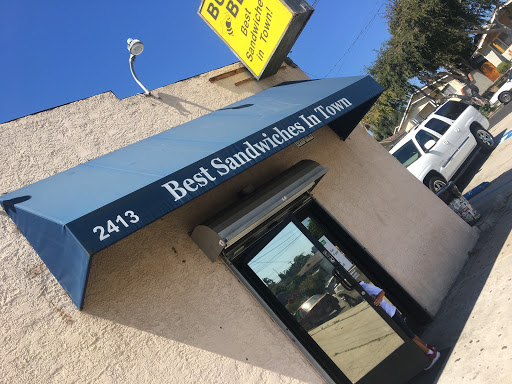 Best
Sandwiches
in Town.
Best Sandwiches In Town
2413